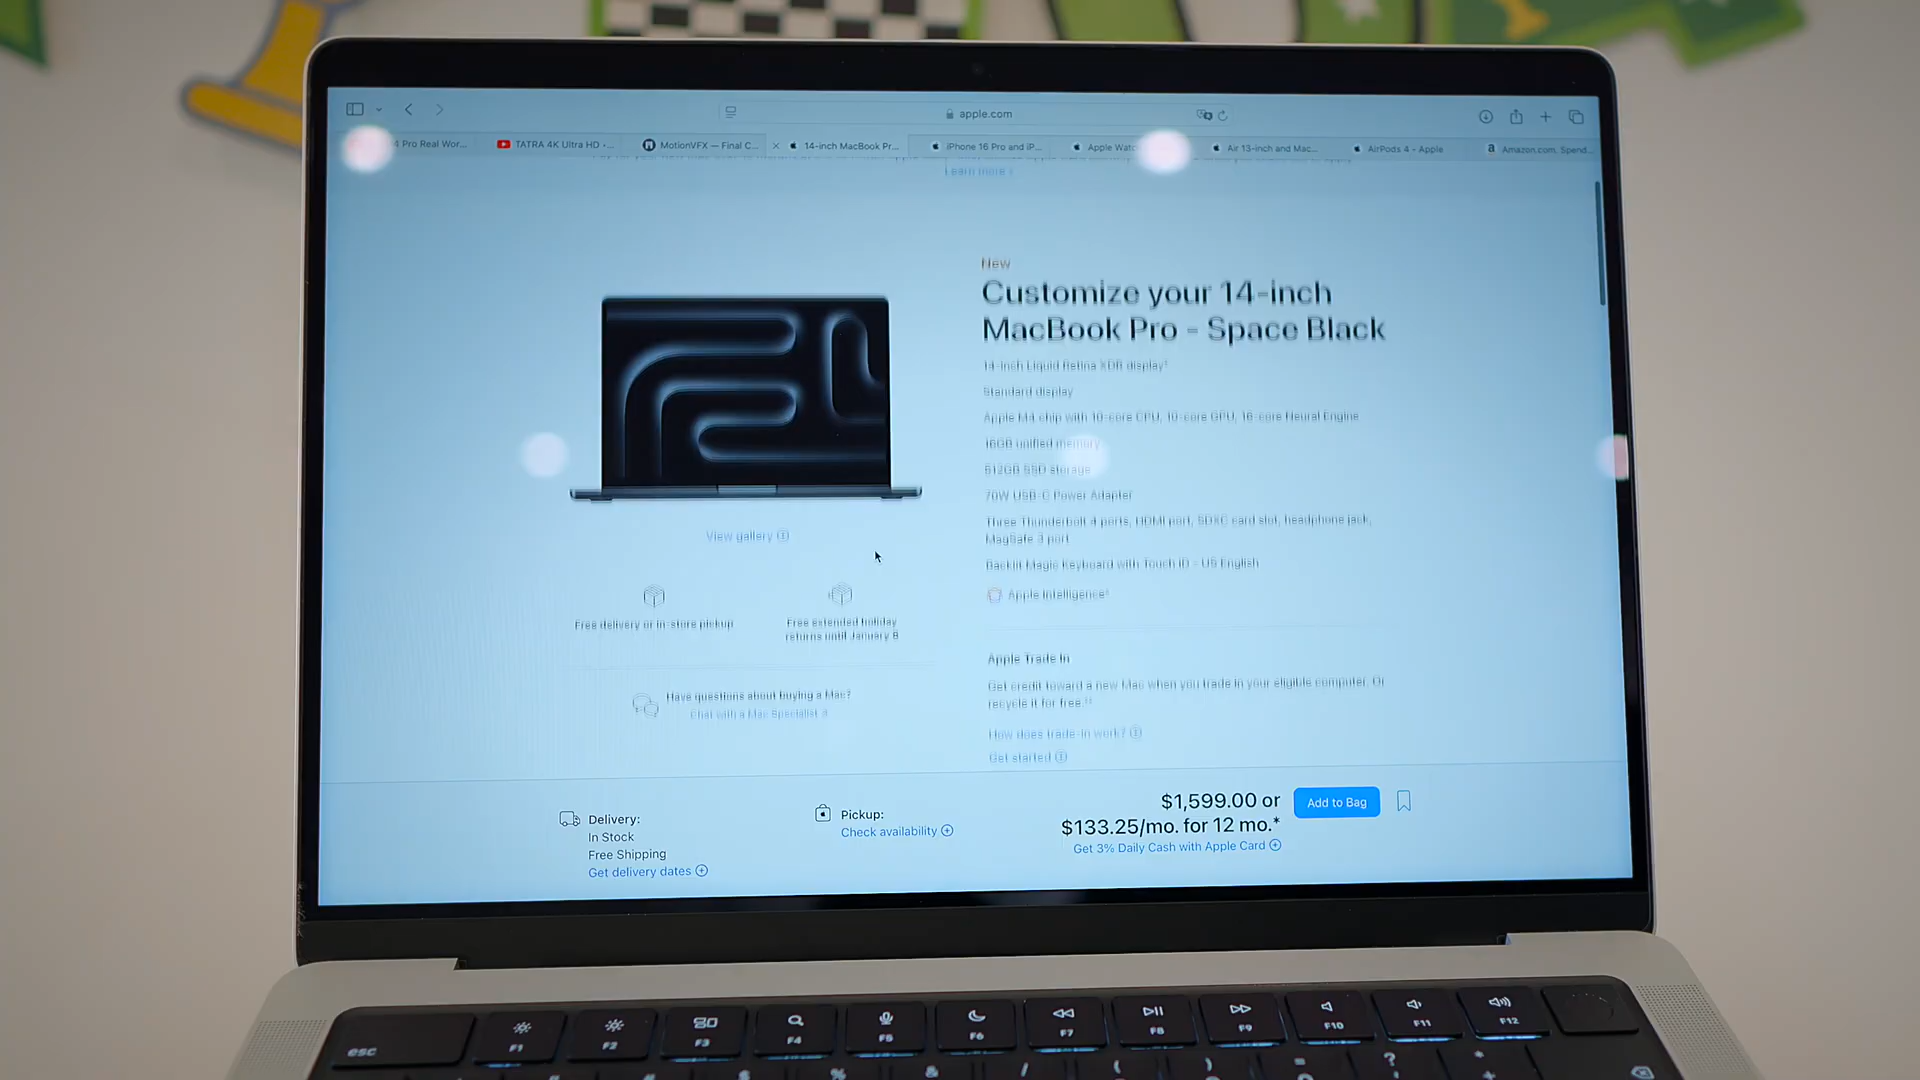 apple.com
4 Pro Real Wor...
TATRA 4K Ultra HD -...
MotionVFX — Final C...
14-inch MacBook Pr...
iPhone 16 Pro and iP...
Apple Watc
Air 13-inch and Mac...
AirPods 4 - Apple
Amazon.com. Spend...
Learn more >
New
Customize your 14-inch
MacBook Pro - Space Black
14-inch Liquid Retina XDR display¹
Standard display
Apple M4 chip with 10-core CPU, 10-core GPU, 16-core Neural Engine
16GB unified memory
512GB SSD storage
70W USB-C Power Adapter
Three Thunderbolt 4 ports, HDMI port, SDXC card slot, headphone jack,
MagSafe 3 port
Backlit Magic Keyboard with Touch ID - US English
Apple Intelligence
View gallery
Free delivery or in-store pickup
Free extended holiday
returns until January 8
Have questions about buying a Mac?
Chat with a Mac Specialist
Apple Trade In
Get credit toward a new Mac when you trade in your eligible computer. Or
recycle it for free.
How does trade-in work?
Get started
Delivery:
In Stock
Free Shipping
Get delivery dates
Pickup:
Check availability
$1,599.00 or
$133.25/mo. for 12 mo.*
Get 3% Daily Cash with Apple Card
Add to Bag
esc
F1
F2
F3
F4
F5
F6
F7
F8
F9
F10
F11
F12